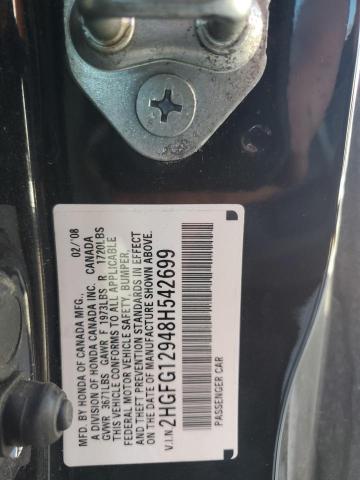 MFD. BY HONDA OF CANADA MFG., 02/'08
A DIVISION OF HONDA CANADA INC. CANADA
GVWR 3671LBS GAWR F 1973LBS R 1720LBS
THIS VEHICLE CONFORMS TO ALL APPLICABLE
FEDERAL MOTOR VEHICLE SAFETY, BUMPER,
AND THEFT PREVENTION STANDARDS IN EFFECT
ON THE DATE OF MANUFACTURE SHOWN ABOVE.
V.I.N. 2HGFG12948H542699
PASSENGER CAR